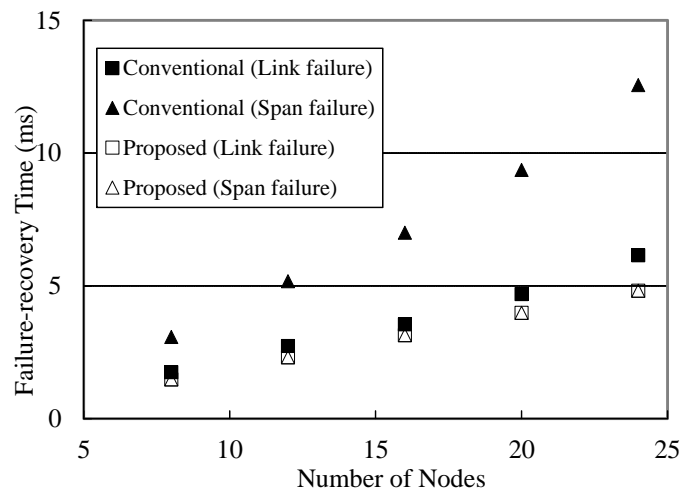 15
10
5
0
Failure-recovery Time (ms)
Conventional (Link failure)
Conventional (Span failure)
Proposed (Link failure)
Proposed (Span failure)
5
10
15
20
25
Number of Nodes